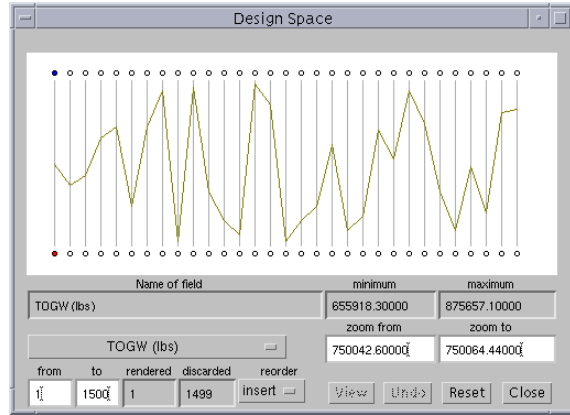 Design Space
Name of field minimum maximum
TOGW (lbs) 655918.30000 875657.10000
zoom from zoom to
TOGW (lbs) 750042.60000 750064.44000
from to rendered discarded reorder
1 1500 1 1499 insert View Undo Reset Close